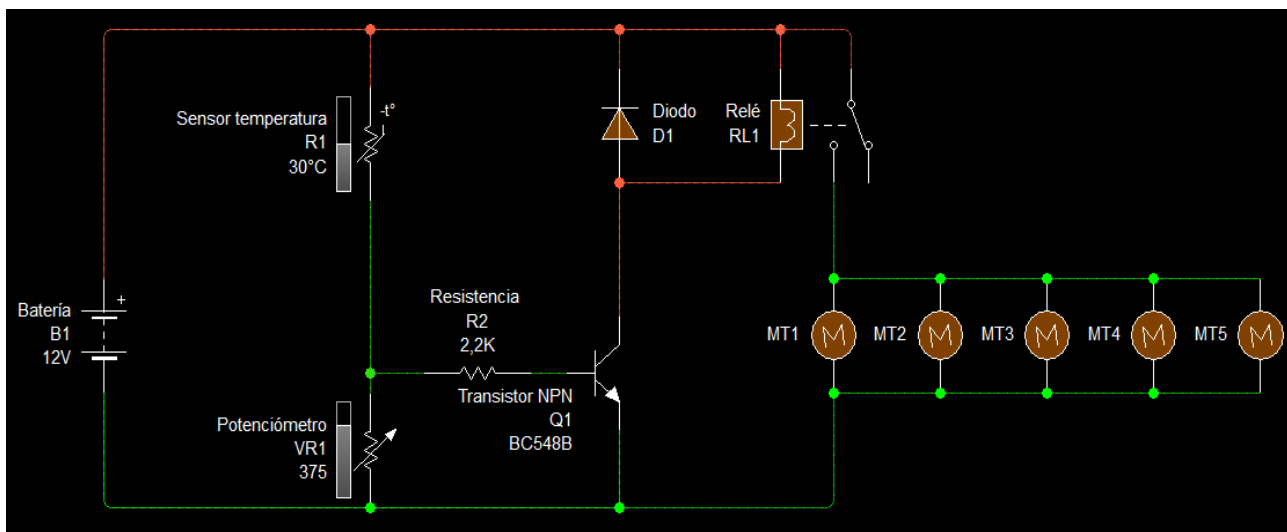 Sensor temperatura
R1
30°C
-t°
Diodo
D1
Relé
RL1
Batería
B1
12V
+
Resistencia
R2
2,2K
Transistor NPN
Q1
BC548B
Potenciómetro
VR1
375
MT1
MT2
MT3
MT4
MT5